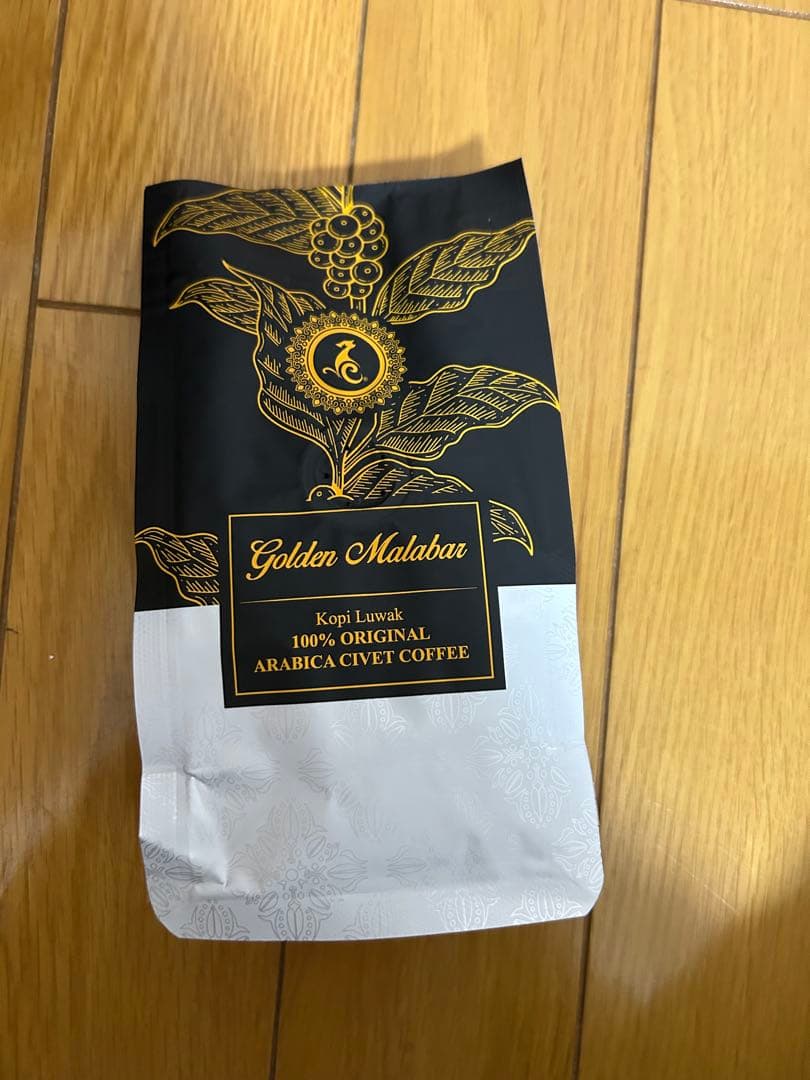 Golden Malabar
Kopi Luwak
100% ORIGINAL
ARABICA CIVET COFFEE